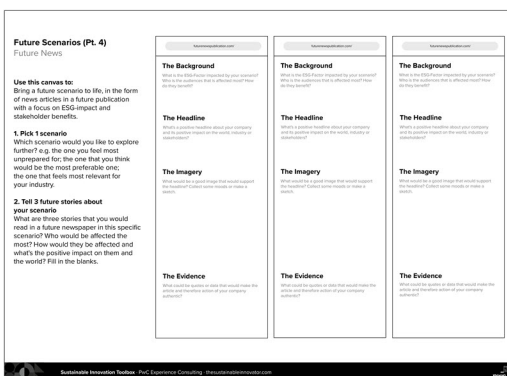 Future Scenarios (Pt. 4)
Future News
Use this canvas to:
Bring a future scenario to life, in the form
of news articles in a future publication
with a focus on ESG-impact and
stakeholder benefits.
1. Pick 1 scenario
Which scenario would you like to explore
further? e.g. the one you feel most
unprepared for; the one that you think
would be the most preferable one;
the one that feels most relevant for
your industry.
2. Tell 3 future stories about
your scenario
What are three stories that you would
read in a future newspaper in this specific
scenario? Who would be affected the
most? How would they be affected and
what's the positive impact on them and
the world? Fill in the blanks.
futurenewspublication.com/
The Background
What is the ESG-Factor impacted by your scenario?
Who is the audiences that is affected most? How
do they benefit?
The Headline
What's a positive headline about your company
and its positive impact on the world, industry or
stakeholders?
The Imagery
What would be a good image that would support
the headline? Collect some moods or make a
sketch.
The Evidence
What could be quotes or data that would make the
article and therefore action of your company
authentic?
futurenewspublication.com/
The Background
What is the ESG-Factor impacted by your scenario?
Who is the audiences that is affected most? How
do they benefit?
The Headline
What's a positive headline about your company
and its positive impact on the world, industry or
stakeholders?
The Imagery
What would be a good image that would support
the headline? Collect some moods or make a
sketch.
The Evidence
What could be quotes or data that would make the
article and therefore action of your company
authentic?
futurenewspublication.com/
The Background
What is the ESG-Factor impacted by your scenario?
Who is the audiences that is affected most? How
do they benefit?
The Headline
What's a positive headline about your company
and its positive impact on the world, industry or
stakeholders?
The Imagery
What would be a good image that would support
the headline? Collect some moods or make a
sketch.
The Evidence
What could be quotes or data that would make the
article and therefore action of your company
authentic?
Sustainable Innovation Toolbox · PwC Experience Consulting · thesustainableinnovator.com